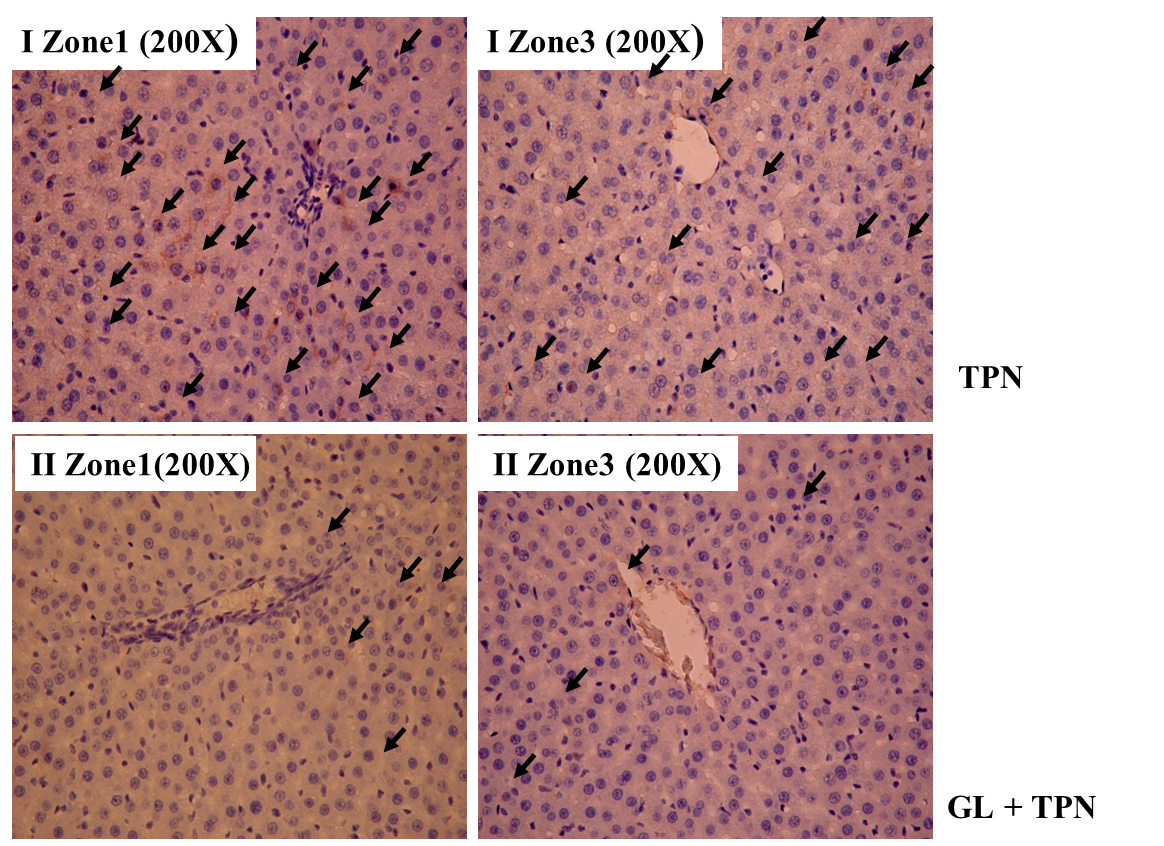 I Zone1 (200X)
I Zone3 (200X)
TPN
II Zone1(200X)
II Zone3 (200X)
GL + TPN